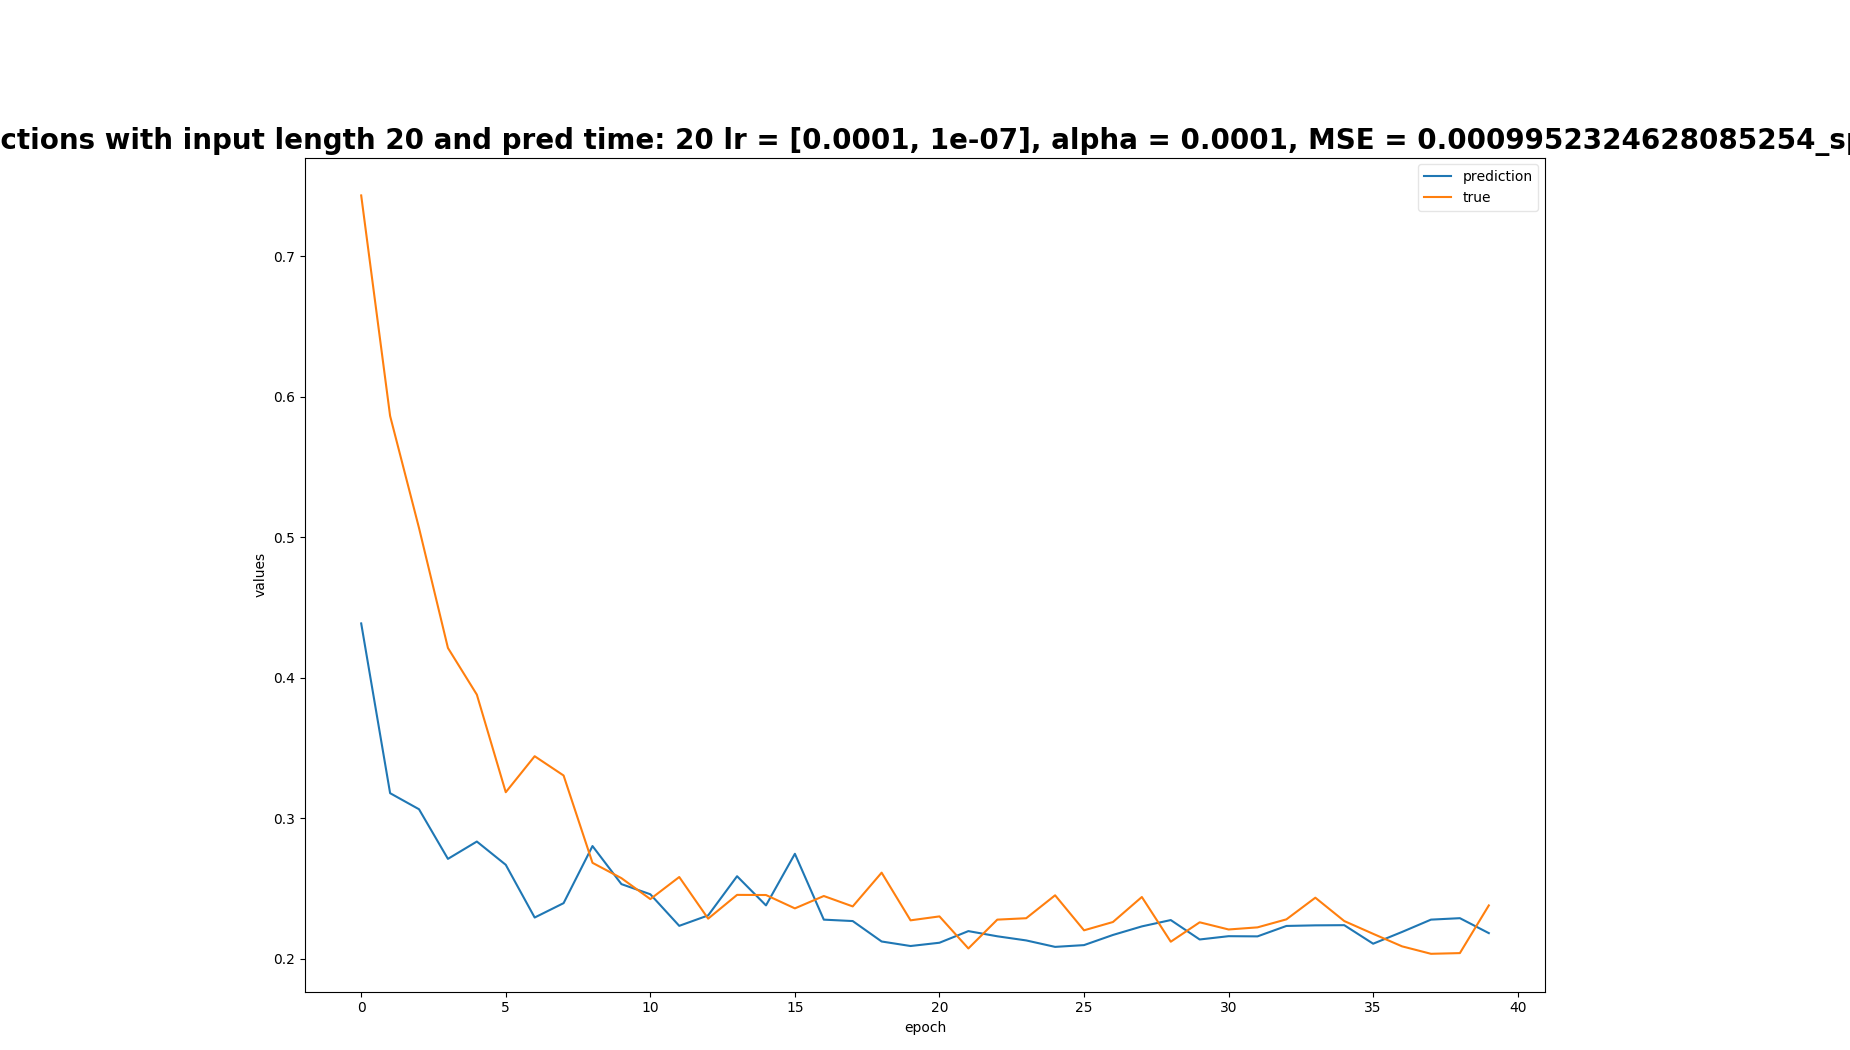 ctions with input length 20 and pred time: 20 lr = [0.0001, 1e-07], alpha = 0.0001, MSE = 0.0009952324628085254_sp
prediction
true
0.7
0.6
0.5
0.4
0.3
0.2
values
0 5 10 15 20 25 30 35 40
epoch